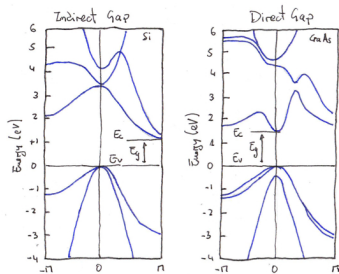 Indirect Gap
Direct Gap
Si
GaAs
6
5
4
3
2
1
0
-1
-2
-3
-4
Energy (eV)
Ec
Eg
Ev
-π
0
π
6
5
4
3
2
1
0
-1
-2
-3
-4
Energy (eV)
Ec
Eg
Ev
-π
0
π